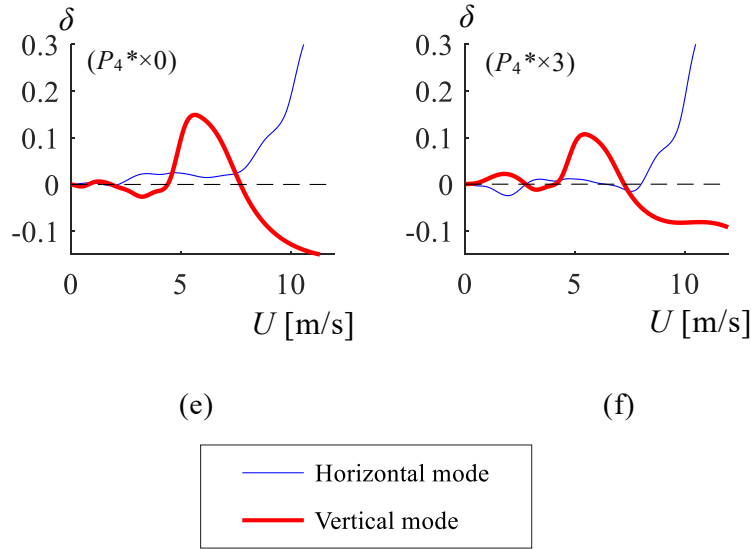 δ
0.3
(P₄*×0)
0.2
0.1
0
-0.1
0
5
10
U [m/s]
(e)
δ
0.3
(P₄*×3)
0.2
0.1
0
-0.1
0
5
10
U [m/s]
(f)
Horizontal mode
Vertical mode